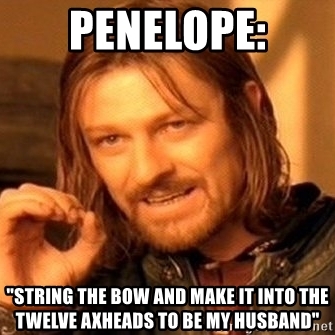 PENELOPE:
"STRING THE BOW AND MAKE IT INTO THE
TWELVE AXHEADS TO BE MY HUSBAND"